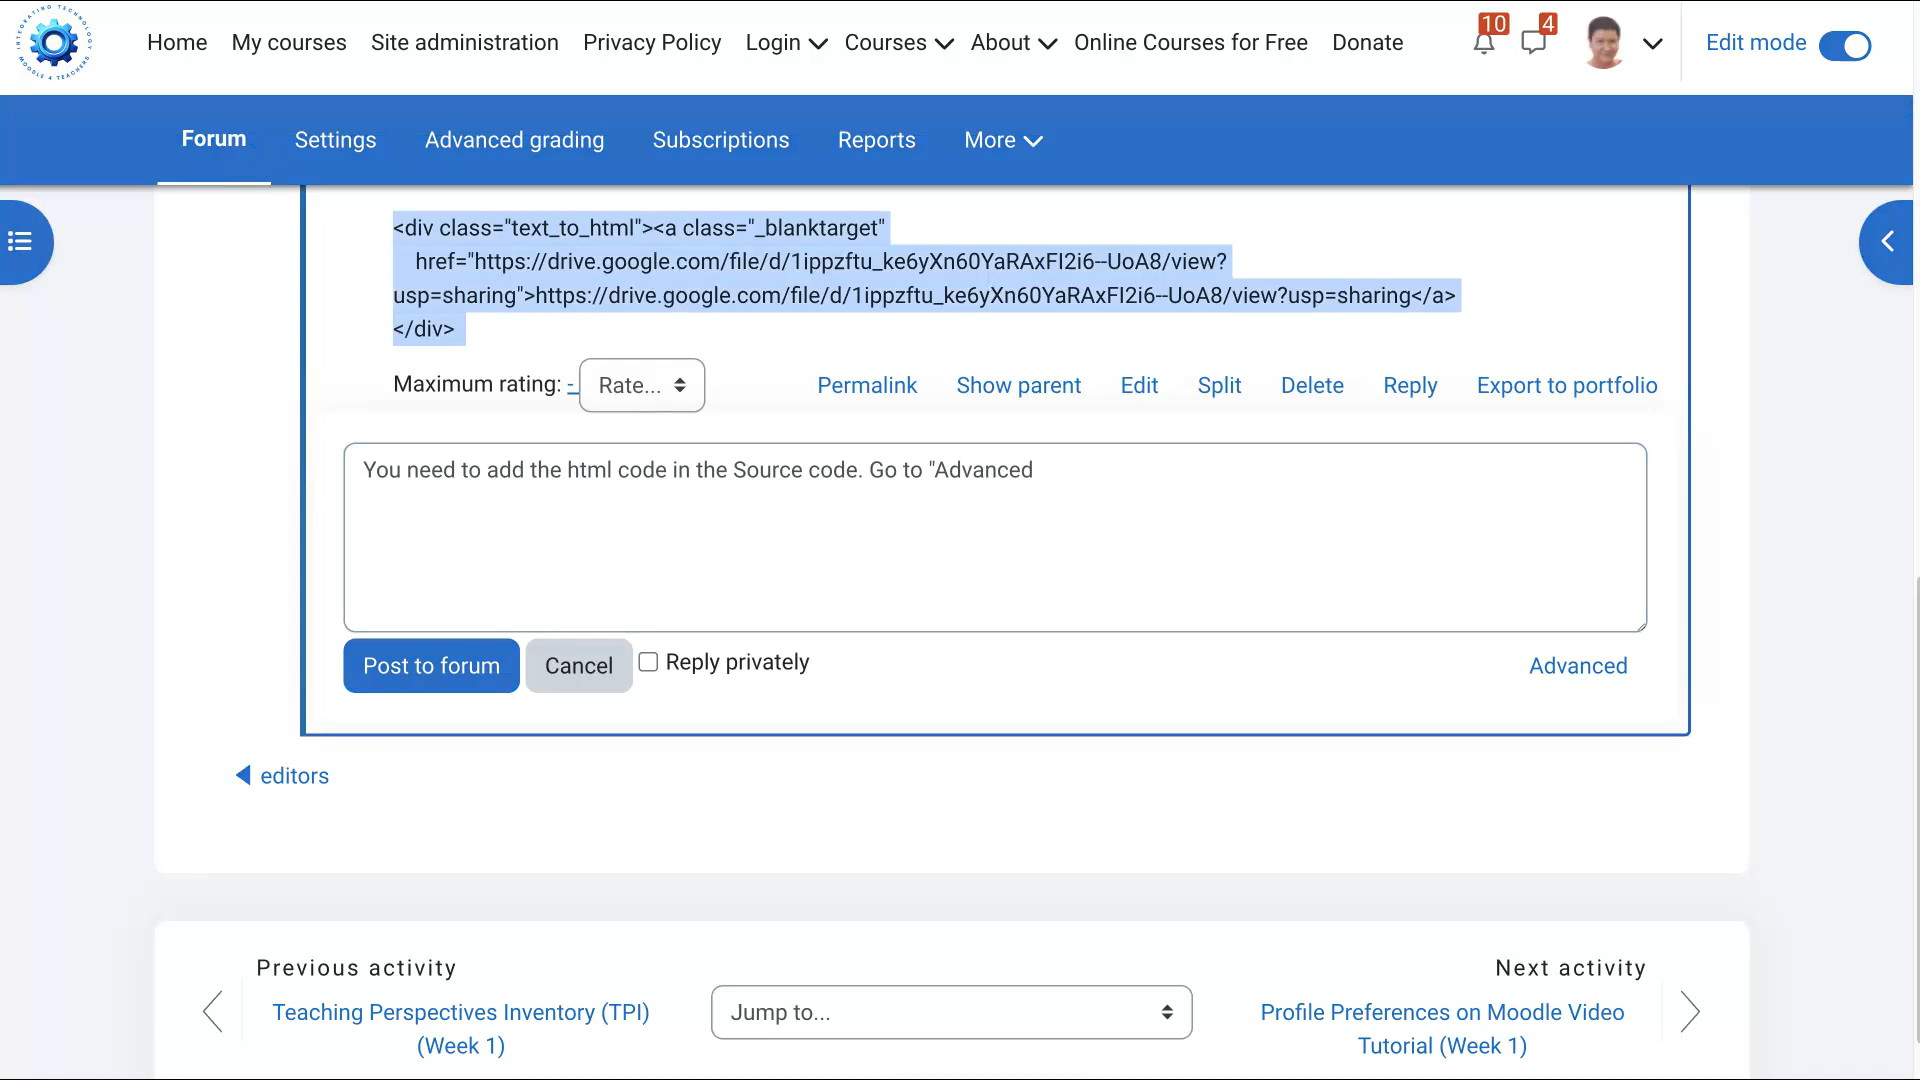 INTEGRATING TECHNOLOGY
MOODLE 4 TEACHERS
Home My courses Site administration Privacy Policy Login Courses About Online Courses for Free Donate
10
4
Edit mode
Forum Settings Advanced grading Subscriptions Reports More
<div class="text_to_html"><a class="_blanktarget"
href="https://drive.google.com/file/d/1ippzftu_ke6yXn60YaRAxFI2i6--UoA8/view?
usp=sharing">https://drive.google.com/file/d/1ippzftu_ke6yXn60YaRAxFI2i6--UoA8/view?usp=sharing</a>
</div>
Maximum rating: - Rate... Permalink Show parent Edit Split Delete Reply Export to portfolio
You need to add the html code in the Source code. Go to "Advanced
Post to forum Cancel Reply privately Advanced
editors
Previous activity
Next activity
Teaching Perspectives Inventory (TPI)
(Week 1)
Jump to...
Profile Preferences on Moodle Video
Tutorial (Week 1)